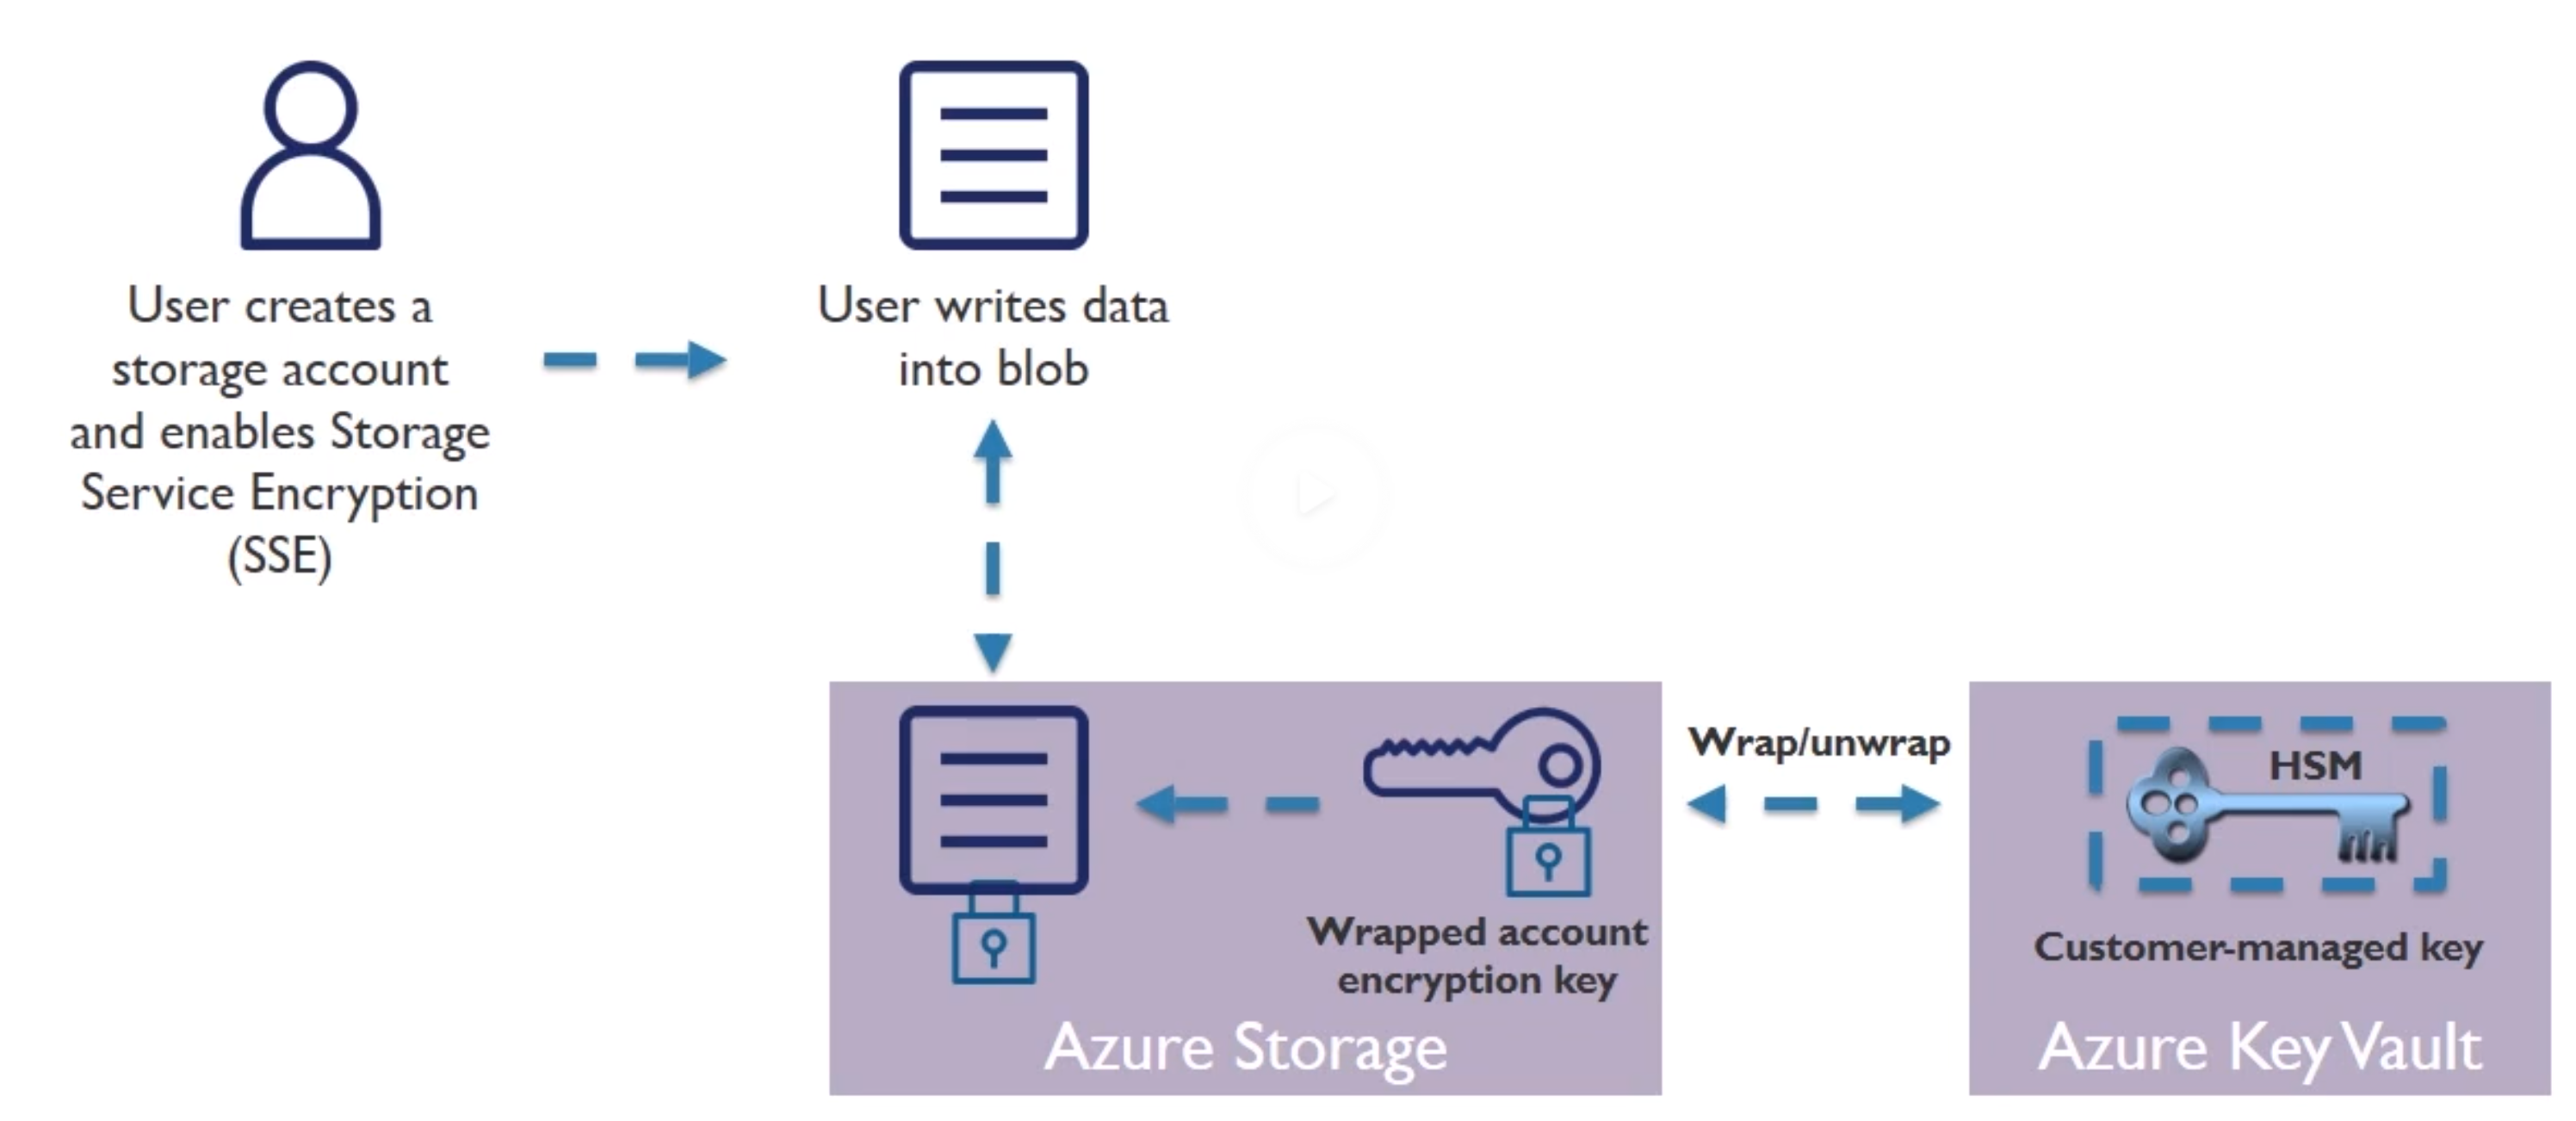 User creates a
storage account
and enables Storage
Service Encryption
(SSE)
User writes data
into blob
Wrapped account
encryption key
Azure Storage
Wrap/unwrap
HSM
Customer-managed key
Azure Key Vault